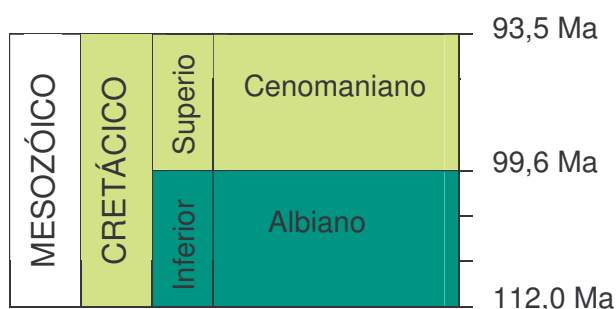 93,5 Ma
MESOZÓICO
CRETÁCICO
Superio
Cenomaniano
99,6 Ma
Inferior
Albiano
112,0 Ma